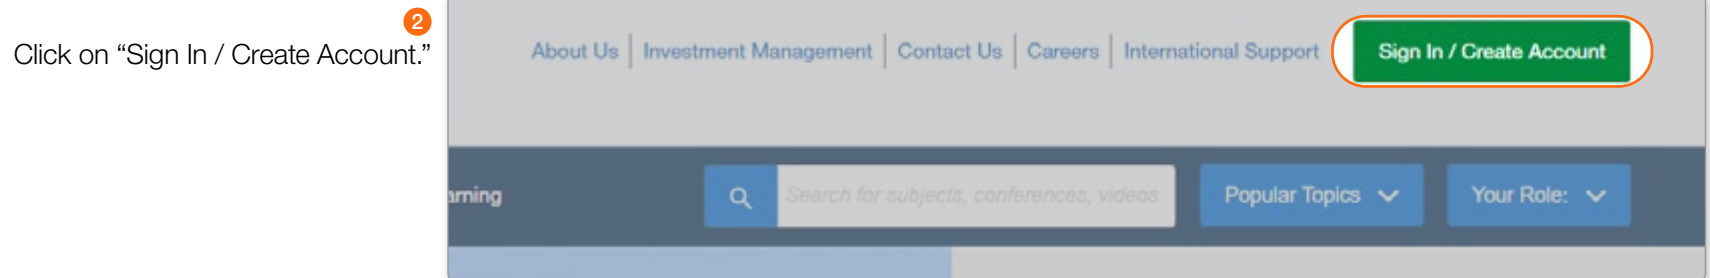 2
Click on “Sign In / Create Account.”
About Us | Investment Management | Contact Us | Careers | International Support
Sign In / Create Account
arning
Search for subjects, conferences, videos
Popular Topics
Your Role: